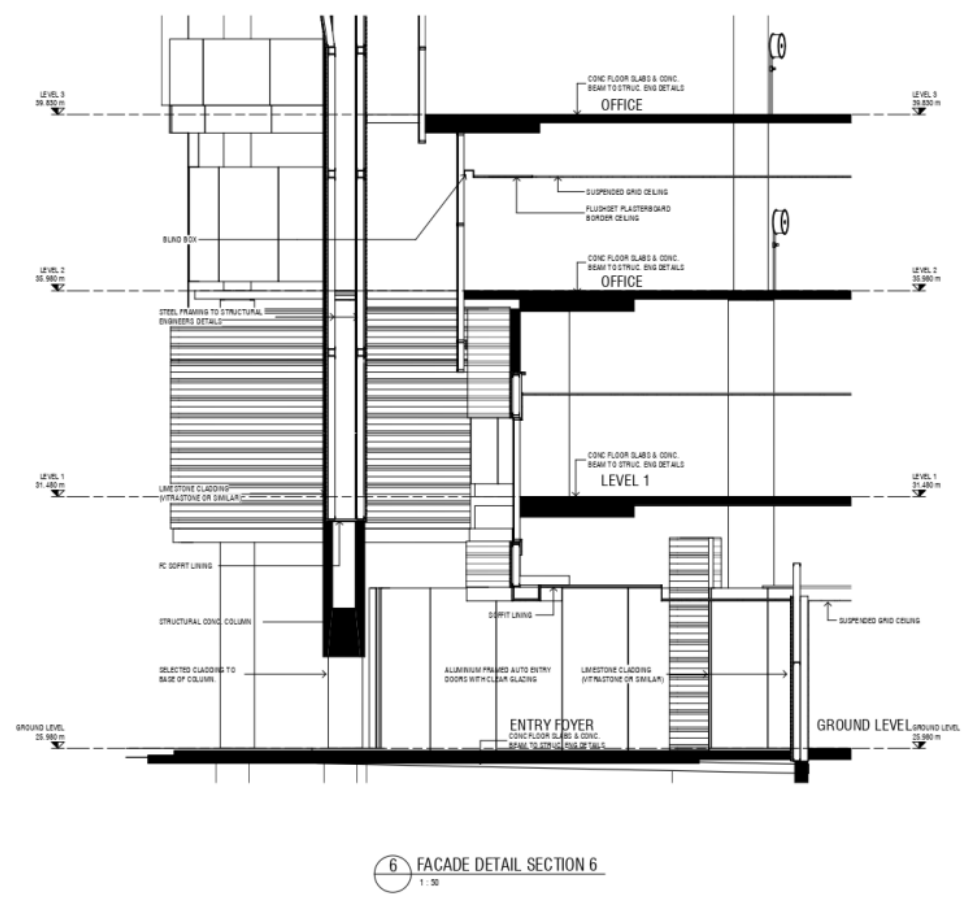 CONC FLOOR SLABS & CONC.
BEAM TO STRUC. ENG DETAILS
LEVEL 3
39.830 m
OFFICE
LEVEL 3
39.830 m
SUSPENDED GRID CEILING
FLUSHSET PLASTERBOARD
BORDER CEILING
BLIND BOX
CONC FLOOR SLABS & CONC.
BEAM TO STRUC. ENG DETAILS
LEVEL 2
35.980 m
OFFICE
LEVEL 2
35.980 m
STEEL FRAMING TO STRUCTURAL
ENGINEERS DETAILS
CONC FLOOR SLABS & CONC.
BEAM TO STRUC. ENG DETAILS
LEVEL 1
31.480 m
LEVEL 1
LEVEL 1
31.480 m
LIMESTONE CLADDING
(VITRASTONE OR SIMILAR)
FC SOFFIT LINING
SOFFIT LINING
STRUCTURAL CONC. COLUMN
SUSPENDED GRID CEILING
SELECTED CLADDING TO
BASE OF COLUMN.
ALUMINIUM FRAMED AUTO ENTRY
DOORS WITH CLEAR GLAZING
LIMESTONE CLADDING
(VITRASTONE OR SIMILAR)
GROUND LEVEL
25.980 m
ENTRY FOYER
CONC FLOOR SLABS & CONC.
BEAM TO STRUC. ENG DETAILS
GROUND LEVEL
GROUND LEVEL
25.980 m
6 FACADE DETAIL SECTION 6
1 : 50